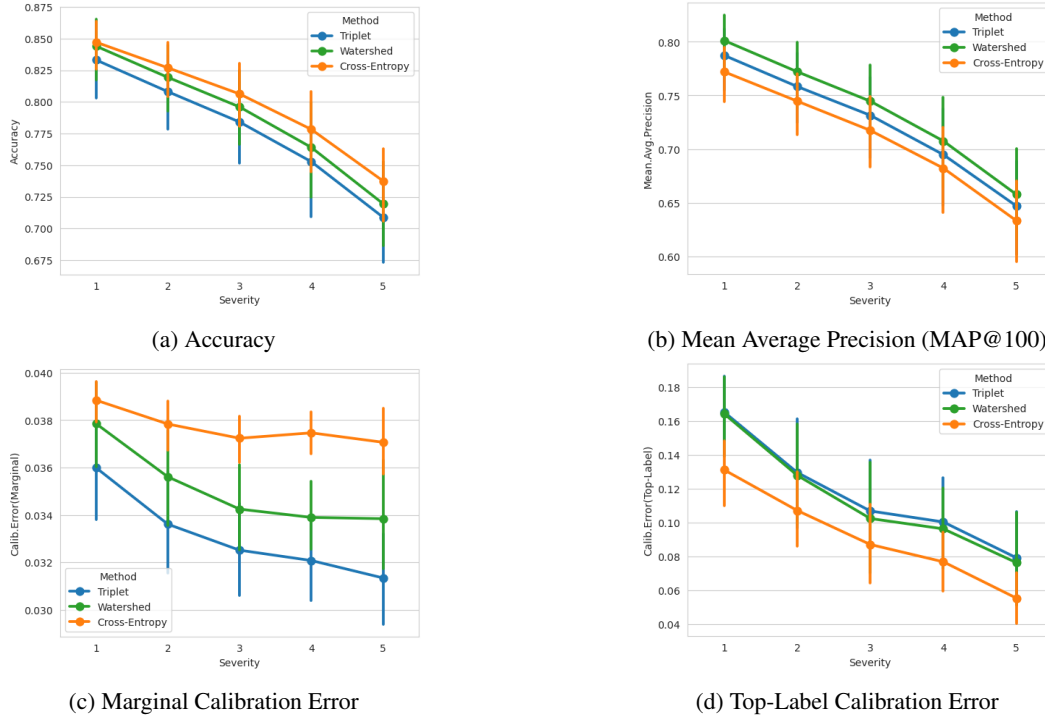 0.875
0.850
0.825
0.800
0.775
0.750
0.725
0.700
0.675
Accuracy
Method
Triplet
Watershed
Cross-Entropy
1 2 3 4 5
Severity
(a) Accuracy
0.80
0.75
0.70
0.65
0.60
Mean.Avg.Precision
Method
Triplet
Watershed
Cross-Entropy
1 2 3 4 5
Severity
(b) Mean Average Precision (MAP@100)
0.040
0.038
0.036
0.034
0.032
0.030
Calib.Error(Marginal)
Method
Triplet
Watershed
Cross-Entropy
1 2 3 4 5
Severity
(c) Marginal Calibration Error
0.18
0.16
0.14
0.12
0.10
0.08
0.06
0.04
Calib.Error(Top-Label)
Method
Triplet
Watershed
Cross-Entropy
1 2 3 4 5
Severity
(d) Top-Label Calibration Error